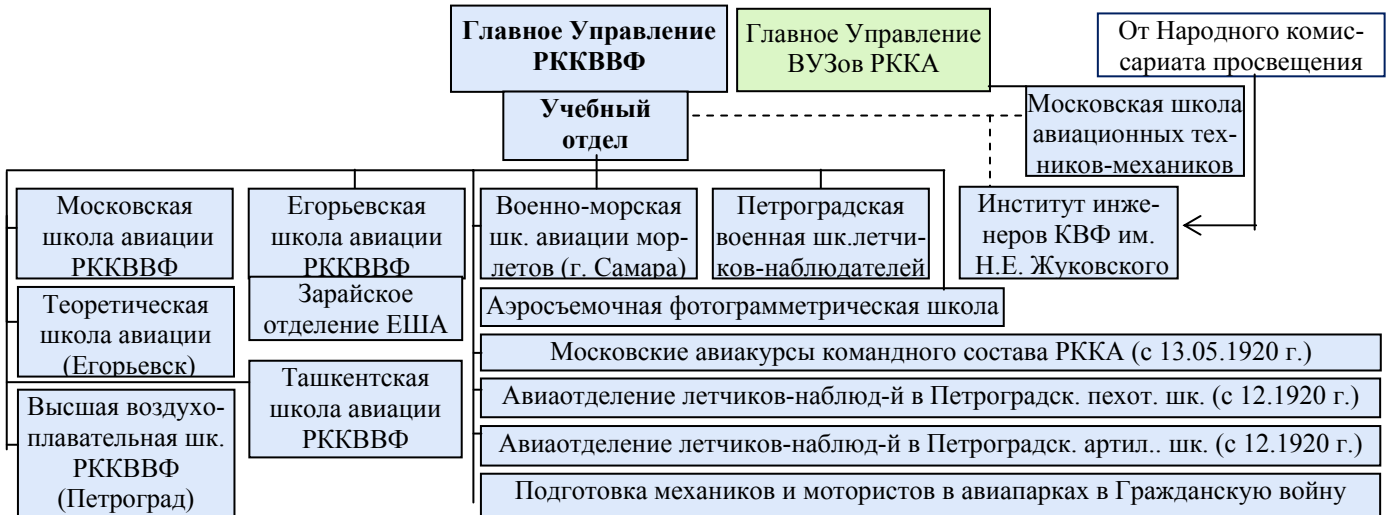 Главное Управление
РККВВФ
Главное Управление
ВУЗов РККА
От Народного комис-
сариата просвещения
Учебный
отдел
Московская школа
авиационных тех-
ников-механиков
Московская
школа авиации
РККВВФ
Егорьевская
школа авиации
РККВВФ
Военно-морская
шк. авиации мор-
летов (г. Самара)
Петроградская
военная шк.летчи-
ков-наблюдателей
Институт инже-
неров КВФ им.
Н.Е. Жуковского
Зарайское
отделение ЕША
Теоретическая
школа авиации
(Егорьевск)
Аэросъемочная фотограмметрическая школа
Московские авиакурсы командного состава РККА (с 13.05.1920 г.)
Ташкентская
школа авиации
РККВВФ
Авиаотделение летчиков-наблюд-й в Петроградск. пехот. шк. (с 12.1920 г.)
Высшая воздухо-
плавательная шк.
РККВВФ
(Петроград)
Авиаотделение летчиков-наблюд-й в Петроградск. артил.. шк. (с 12.1920 г.)
Подготовка механиков и мотористов в авиапарках в Гражданскую войну